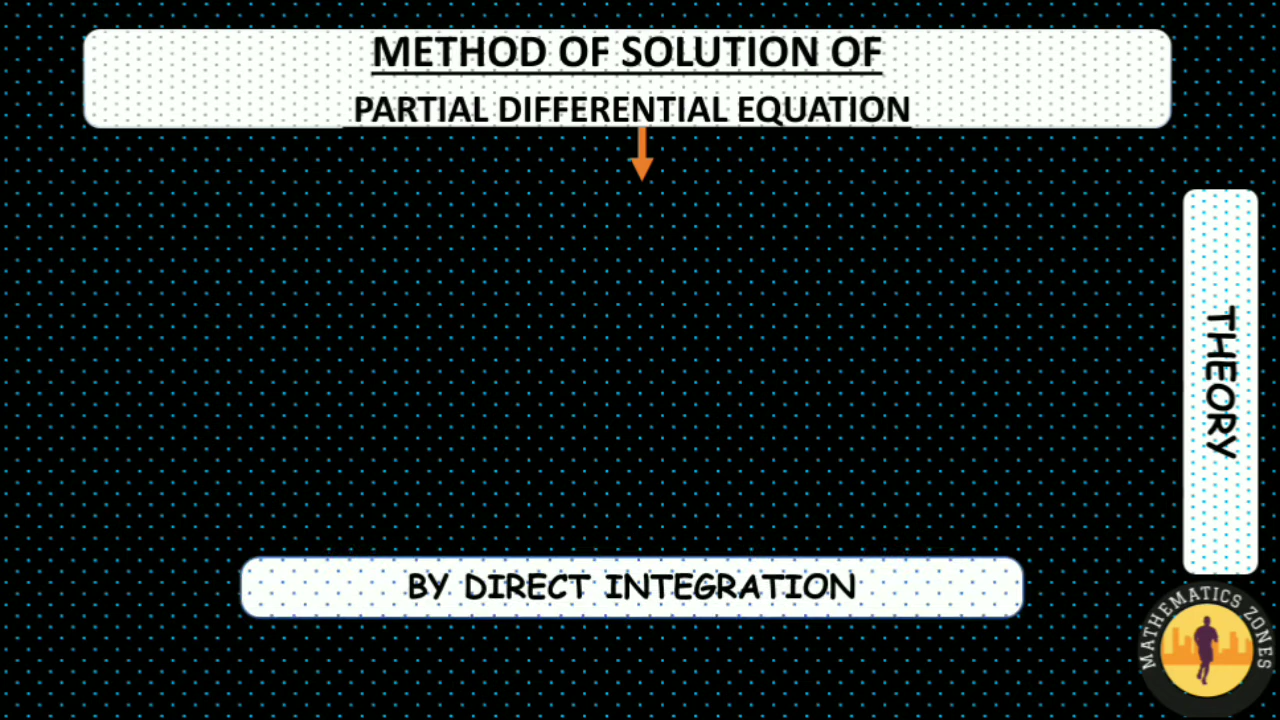 METHOD OF SOLUTION OF
PARTIAL DIFFERENTIAL EQUATION
THEORY
BY DIRECT INTEGRATION
MATHEMATICS ZONES